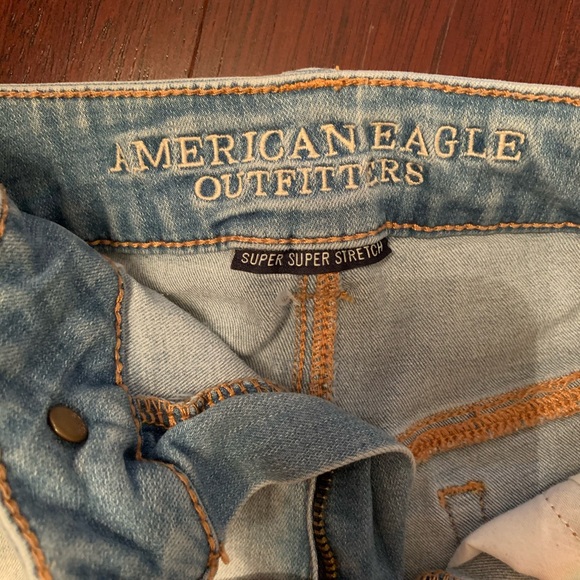 AMERICAN EAGLE
OUTFITTERS
SUPER SUPER STRETCH